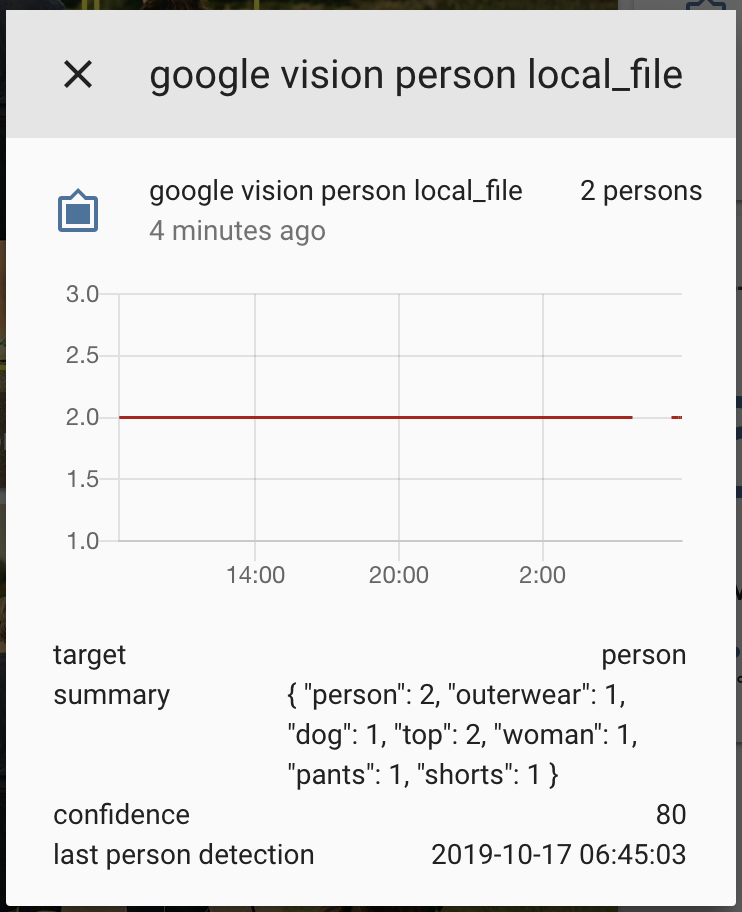 google vision person local_file
google vision person local_file 2 persons
4 minutes ago
3.0
2.5
2.0
1.5
1.0
14:00 20:00 2:00
target person
summary { "person": 2, "outerwear": 1,
"dog": 1, "top": 2, "woman": 1,
"pants": 1, "shorts": 1 }
confidence 80
last person detection 2019-10-17 06:45:03